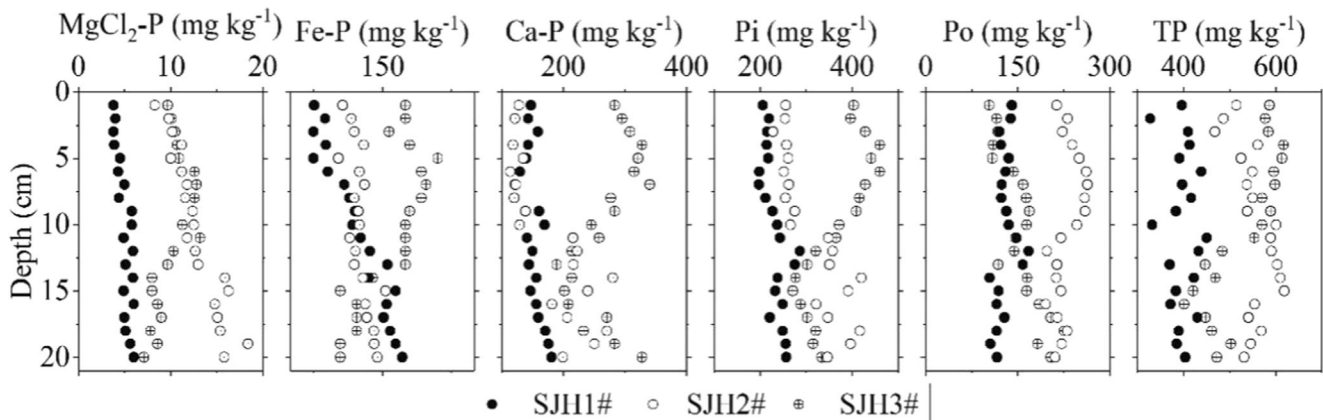 MgCl2-P (mg kg-1) Fe-P (mg kg-1) Ca-P (mg kg-1) Pi (mg kg-1) Po (mg kg-1) TP (mg kg-1)
0 10 20 150 200 400 200 400 0 150 300 400 600
0
5
10
15
20
Depth (cm)
SJH1# SJH2# SJH3#